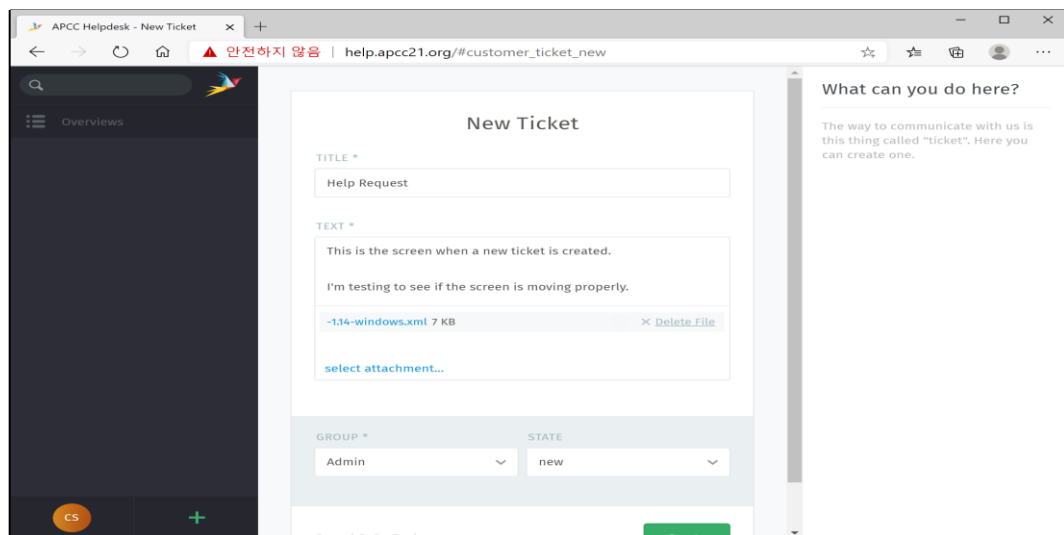 APCC Helpdesk - New Ticket
안전하지 않음 | help.apcc21.org/#customer_ticket_new
Overviews
New Ticket
TITLE *
Help Request
TEXT *
This is the screen when a new ticket is created.
I'm testing to see if the screen is moving properly.
-1.14-windows.xml 7 KB
× Delete File
select attachment...
GROUP *
STATE
Admin
new
CS
What can you do here?
The way to communicate with us is
this thing called "ticket". Here you
can create one.